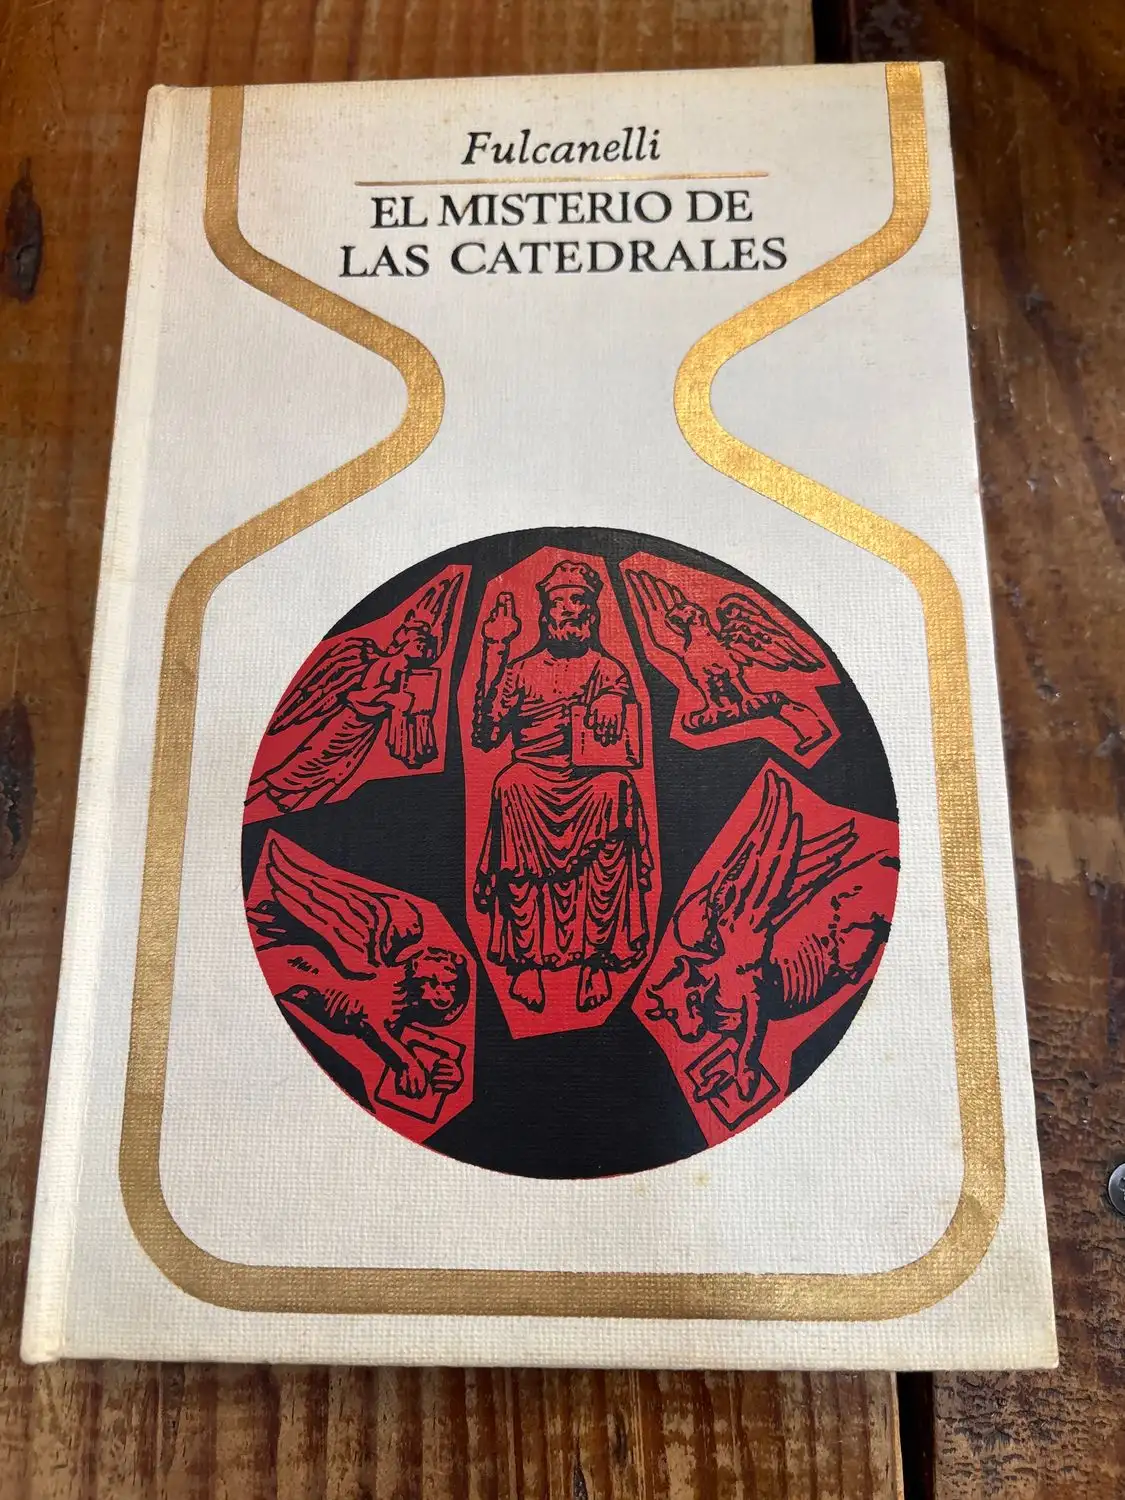 Fulcanelli
EL MISTERIO DE
LAS CATEDRALES